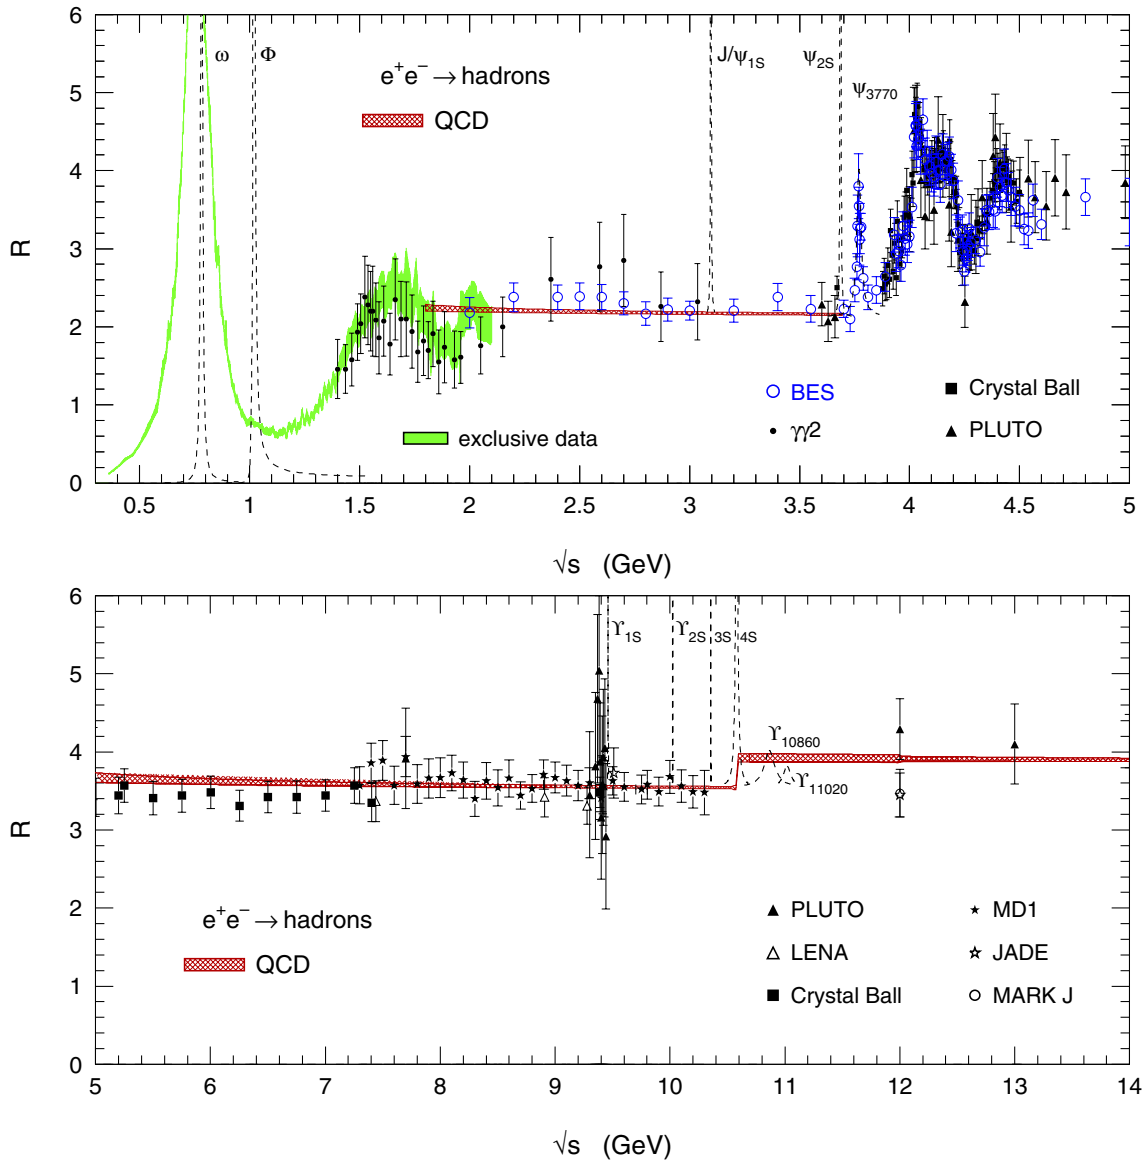 6
ω Φ J/ψ1S ψ2S
e+e− → hadrons
ψ3770
5
QCD
4
R
3
2
1
BES Crystal Ball
γγ2 PLUTO
exclusive data
0
0.5 1 1.5 2 2.5 3 3.5 4 4.5 5
√s (GeV)
6
ϒ1S ϒ2S 3S 4S
5
ϒ10860
4
ϒ11020
R
3
2
PLUTO MD1
e+e− → hadrons
LENA JADE
QCD
1
Crystal Ball MARK J
0
5 6 7 8 9 10 11 12 13 14
√s (GeV)